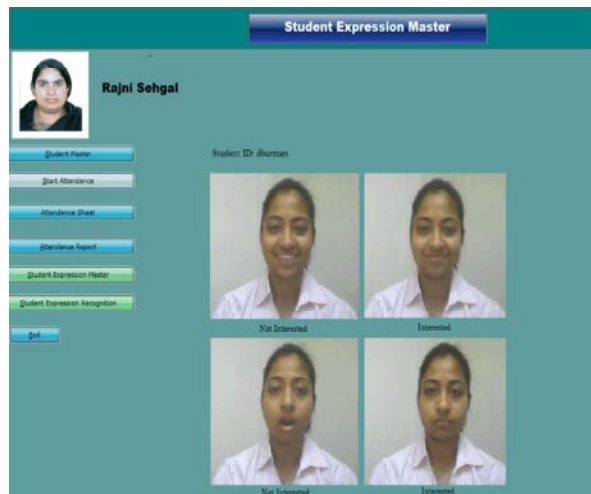 Student Expression Master
Rajni Sehgal
Student Master
Start Attendence
Attendence Sheet
Attendence Report
Student Expression Master
Student Expression Recognition
Exit
Student ID: dburman
Not Interested
Interested
Not Interested
Interested